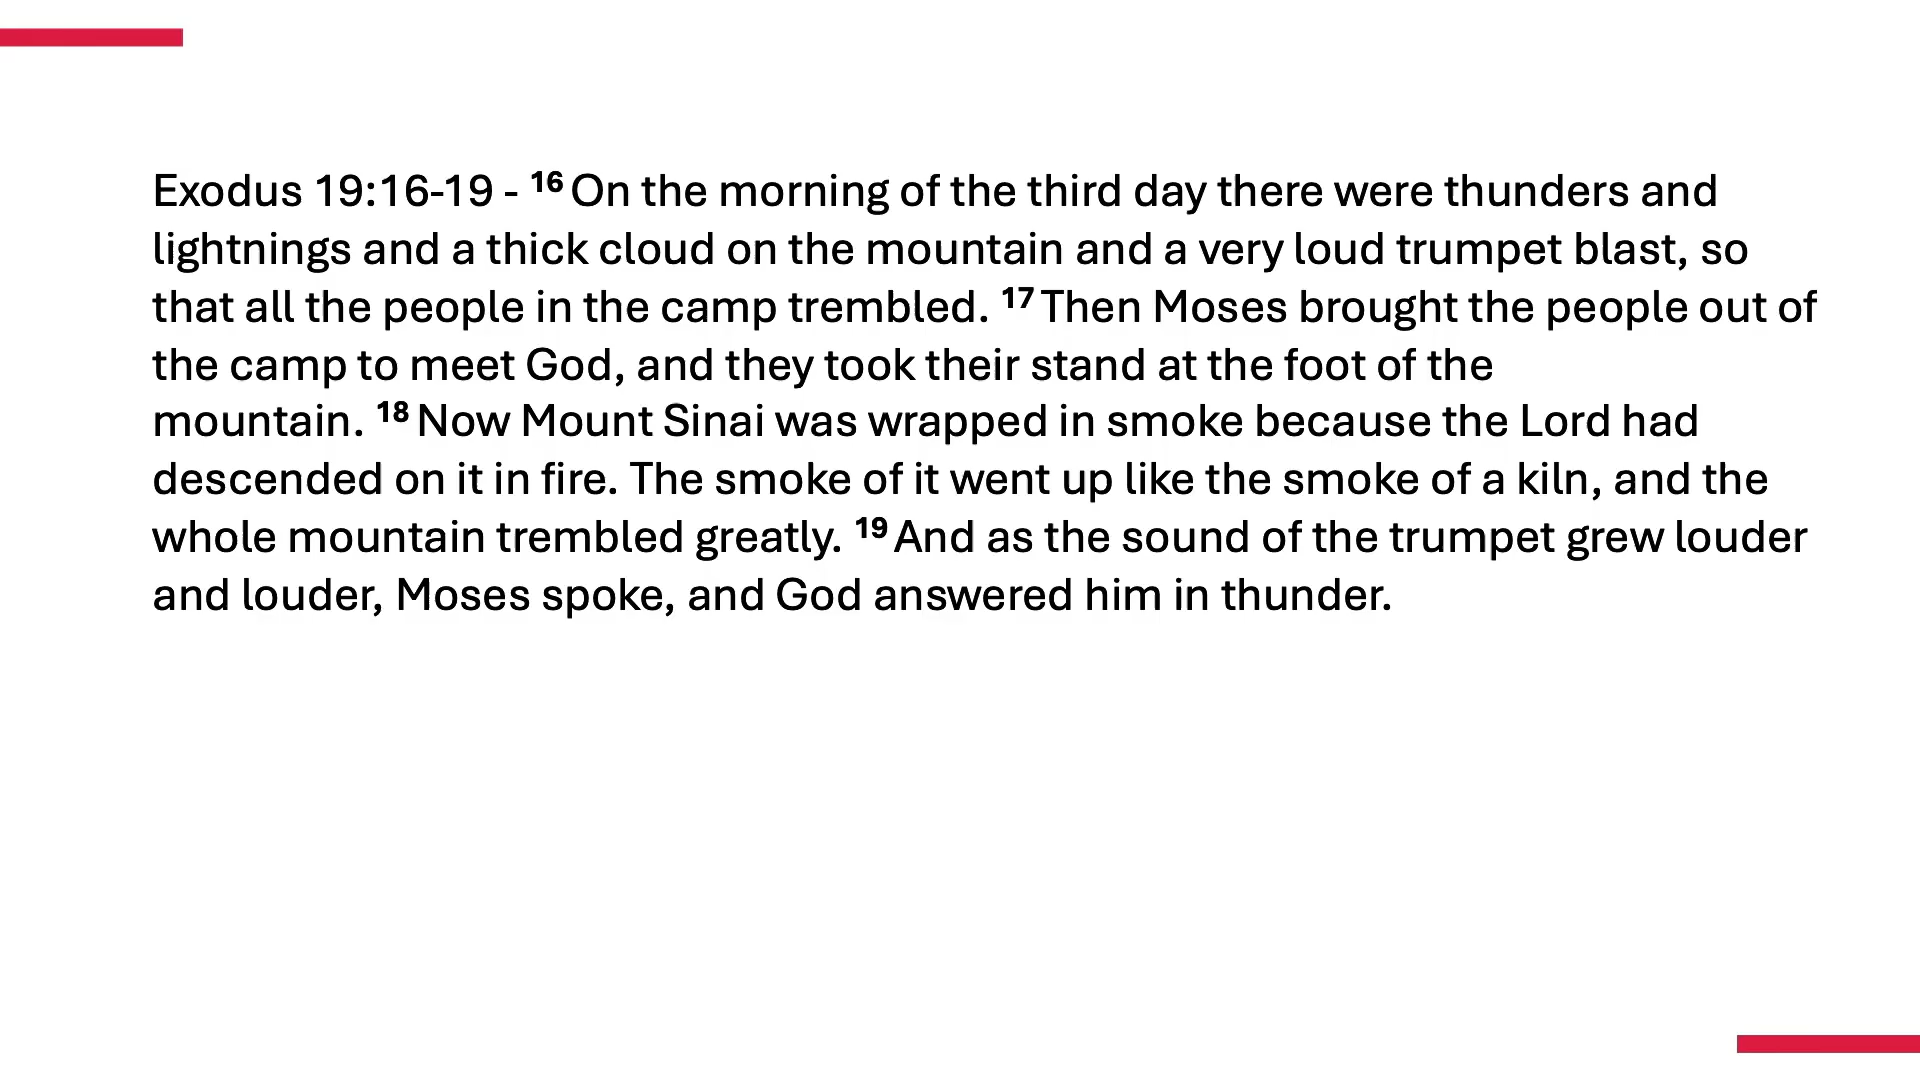 Exodus 19:16-19 - 16 On the morning of the third day there were thunders and
lightnings and a thick cloud on the mountain and a very loud trumpet blast, so
that all the people in the camp trembled. 17 Then Moses brought the people out of
the camp to meet God, and they took their stand at the foot of the
mountain. 18 Now Mount Sinai was wrapped in smoke because the Lord had
descended on it in fire. The smoke of it went up like the smoke of a kiln, and the
whole mountain trembled greatly. 19 And as the sound of the trumpet grew louder
and louder, Moses spoke, and God answered him in thunder.